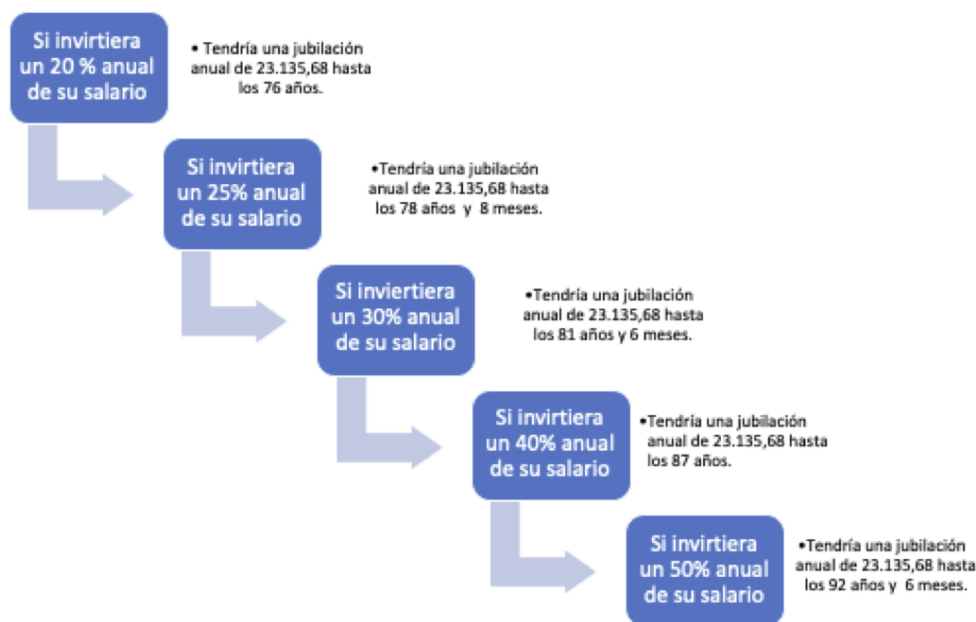 Si invirtiera
un 20 % anual
de su salario
• Tendría una jubilación
anual de 23.135,68 hasta
los 76 años.
Si invirtiera
un 25% anual
de su salario
•Tendría una jubilación
anual de 23.135,68 hasta
los 78 años y 8 meses.
Si inviertiera
un 30% anual
de su salario
•Tendría una jubilación
anual de 23.135,68 hasta
los 81 años y 6 meses.
Si invirtiera
un 40% anual
de su salario
•Tendría una jubilación
anual de 23.135,68 hasta
los 87 años.
Si invirtiera
un 50% anual
de su salario
•Tendría una jubilación
anual de 23.135,68 hasta
los 92 años y 6 meses.